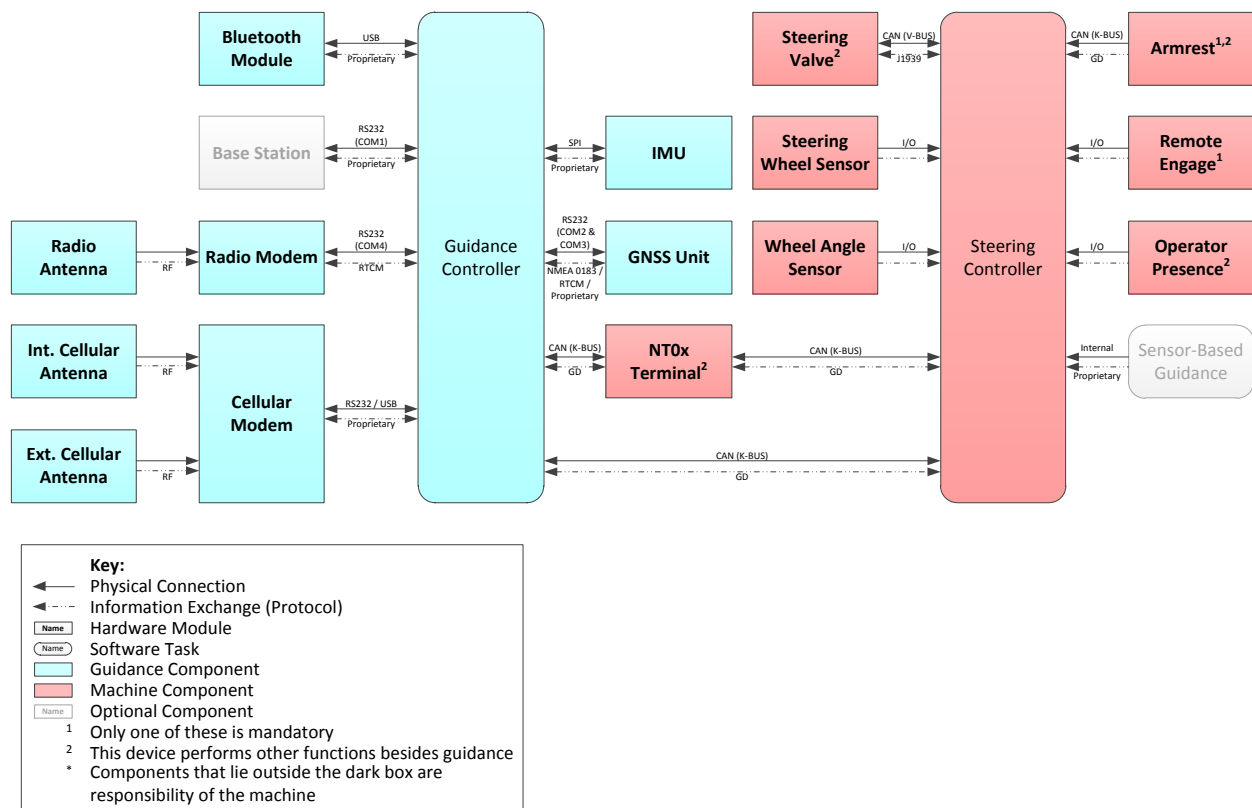 Bluetooth
Module
USB
Proprietary
Base Station
RS232
(COM1)
Proprietary
Radio
Antenna
RF
Radio Modem
RS232
(COM4)
RTCM
Int. Cellular
Antenna
RF
Ext. Cellular
Antenna
RF
Cellular
Modem
RS232 / USB
Proprietary
Guidance
Controller
SPI
Proprietary
IMU
RS232
(COM2 &
COM3)
NMEA 0183 /
RTCM /
Proprietary
GNSS Unit
CAN (K-BUS)
GD
NT0x
Terminal2
CAN (K-BUS)
GD
CAN (K-BUS)
GD
Steering
Valve2
CAN (V-BUS)
J1939
Steering
Wheel Sensor
I/O
Wheel Angle
Sensor
I/O
Steering
Controller
CAN (K-BUS)
GD
Armrest1,2
I/O
Remote
Engage1
I/O
Operator
Presence2
Internal
Proprietary
Sensor-Based
Guidance
Key:
Physical Connection
Information Exchange (Protocol)
Name Hardware Module
Name Software Task
Guidance Component
Machine Component
Name Optional Component
1 Only one of these is mandatory
2 This device performs other functions besides guidance
* Components that lie outside the dark box are
responsibility of the machine